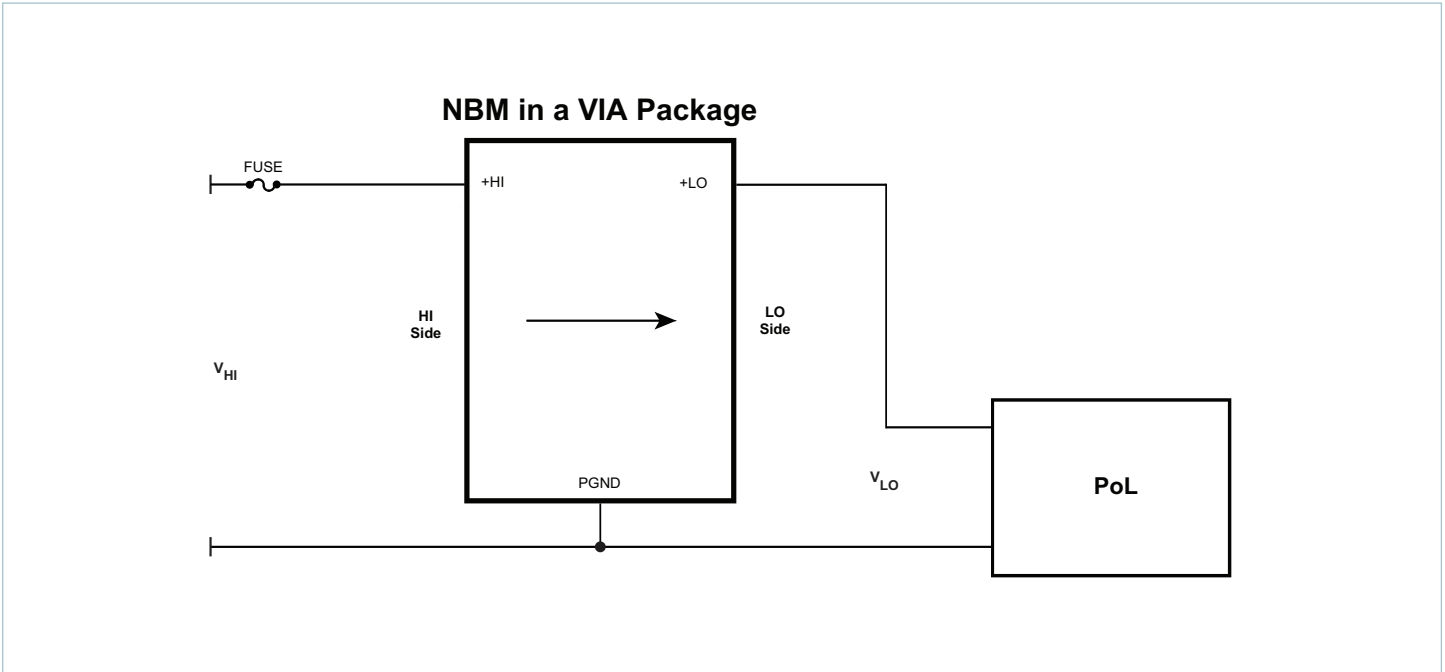 NBM in a VIA Package
FUSE
+HI
+LO
HI
Side
LO
Side
VHI
PGND
VLO
PoL